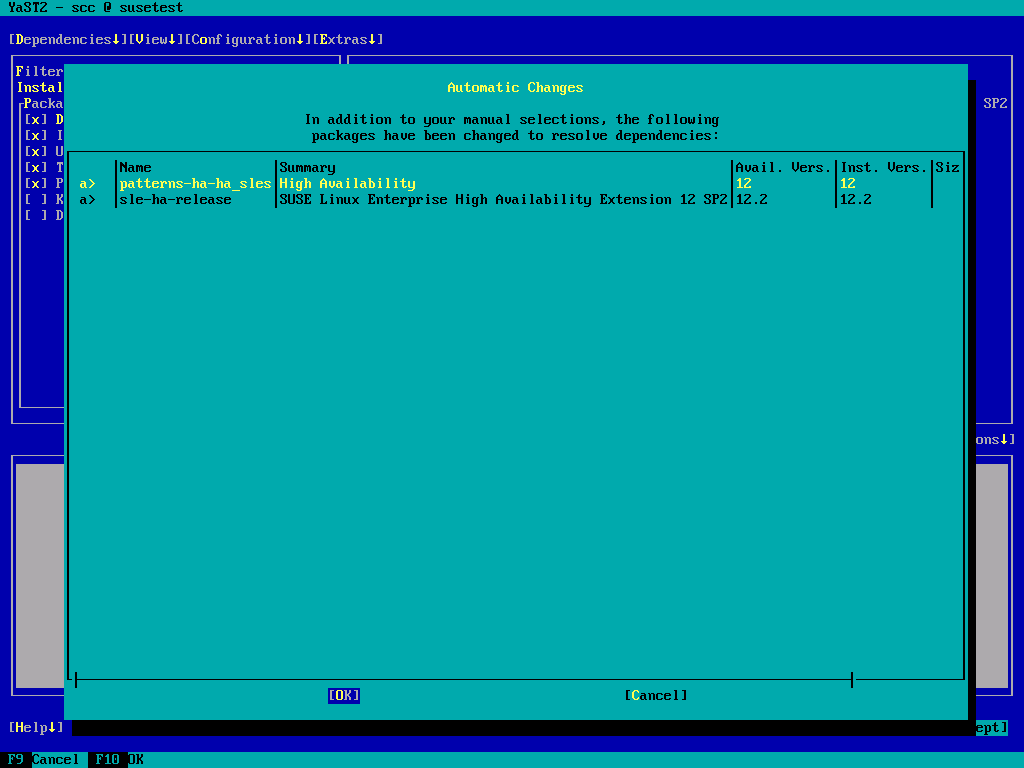 YaST2 - scc @ susetest
[Dependencies↓][View↓][Configuration↓][Extras↓]
Filter
Instal
Packa
SP2
[x] D
[x] I
[x] U
[x] T
[x] P
[ ] K
[ ] D
Automatic Changes
In addition to your manual selections, the following
packages have been changed to resolve dependencies:
Name Summary Avail. Vers. Inst. Vers. Siz
a> patterns-ha-ha_sles High Availability 12 12
a> sle-ha-release SUSE Linux Enterprise High Availability Extension 12 SP2 12.2 12.2
ons↓]
[OK] [Cancel]
[Help↓] ept]
F9 Cancel F10 OK